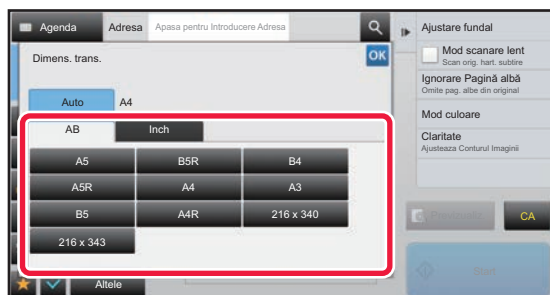 Agenda
Adresa
Apasa pentru Introducere Adresa
Dimens. trans.
OK
Auto
A4
AB
Inch
A5
B5R
B4
A5R
A4
A3
B5
A4R
216 x 340
216 x 343
Altele
Ajustare fundal
Mod scanare lent
Scan orig. hart. subtire
Ignorare Pagină albă
Omite pag. albe din original
Mod culoare
Claritate
Ajusteaza Conturul Imaginii
CA
Start